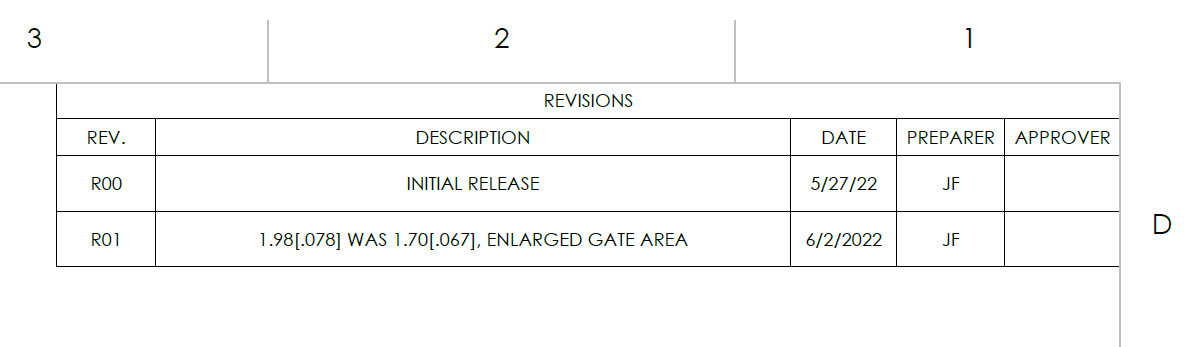 3 2 1
REVISIONS
REV. DESCRIPTION DATE PREPARER APPROVER
R00 INITIAL RELEASE 5/27/22 JF
R01 1.98[.078] WAS 1.70[.067], ENLARGED GATE AREA 6/2/2022 JF
D